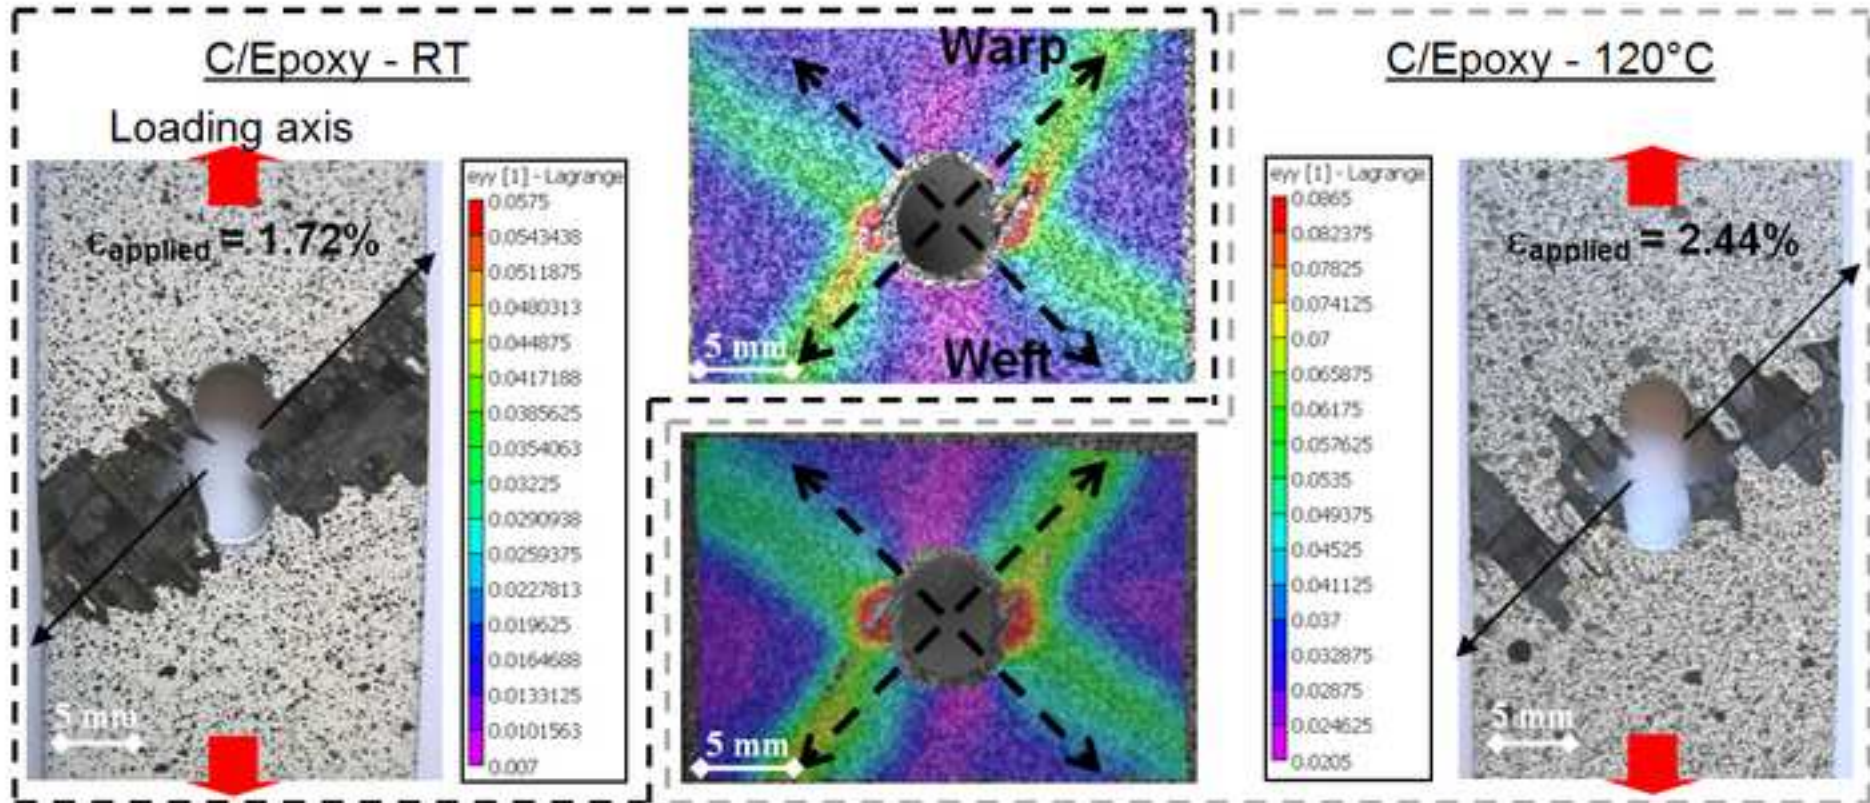 C/Epoxy - RT
Loading axis
εapplied = 1.72%
5 mm
eyy [1] - Lagrange
0.0575
0.0543438
0.0511875
0.0480313
0.044875
0.0417188
0.0385625
0.0354063
0.03225
0.0290938
0.0259375
0.0227813
0.019625
0.0164688
0.0133125
0.0101563
0.007
Warp
Weft
5 mm
5 mm
C/Epoxy - 120°C
eyy [1] - Lagrange
0.0865
0.082375
0.07825
0.074125
0.07
0.065875
0.06175
0.057625
0.0535
0.049375
0.04525
0.041125
0.037
0.032875
0.02875
0.024625
0.0205
εapplied = 2.44%
5 mm